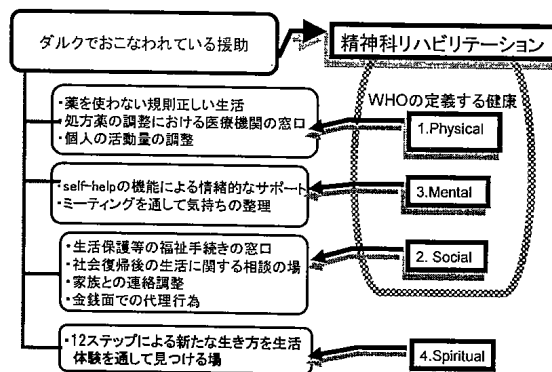 ダルクでおこなわれている援助
精神科リハビリテーション
WHOの定義する健康
・薬を使わない規則正しい生活
・処方薬の調整における医療機関の窓口
・個人の活動量の調整
1.Physical
・self-helpの機能による情緒的なサポート
・ミーティングを通して気持ちの整理
3.Mental
・生活保護等の福祉手続きの窓口
・社会復帰後の生活に関する相談の場
・家族との連絡調整
・金銭面での代理行為
2. Social
・12ステップによる新たな生き方を生活
体験を通して見つける場
4.Spiritual